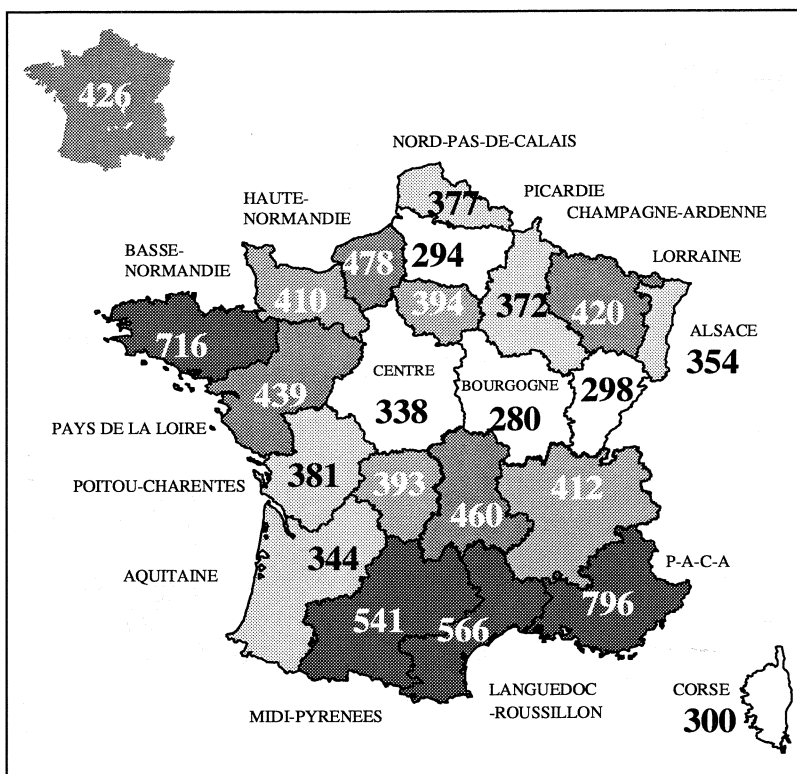 426
NORD-PAS-DE-CALAIS
377
PICARDIE
HAUTE-
NORMANDIE
CHAMPAGNE-ARDENNE
BASSE-
NORMANDIE
478
294
LORRAINE
410
394
372
420
716
ALSACE
354
CENTRE
338
BOURGOGNE
280
298
439
PAYS DE LA LOIRE
381
POITOU-CHARENTES
393
460
412
344
AQUITAINE
P-A-C-A
796
541
566
MIDI-PYRENEES
LANGUEDOC
-ROUSSILLON
CORSE
300